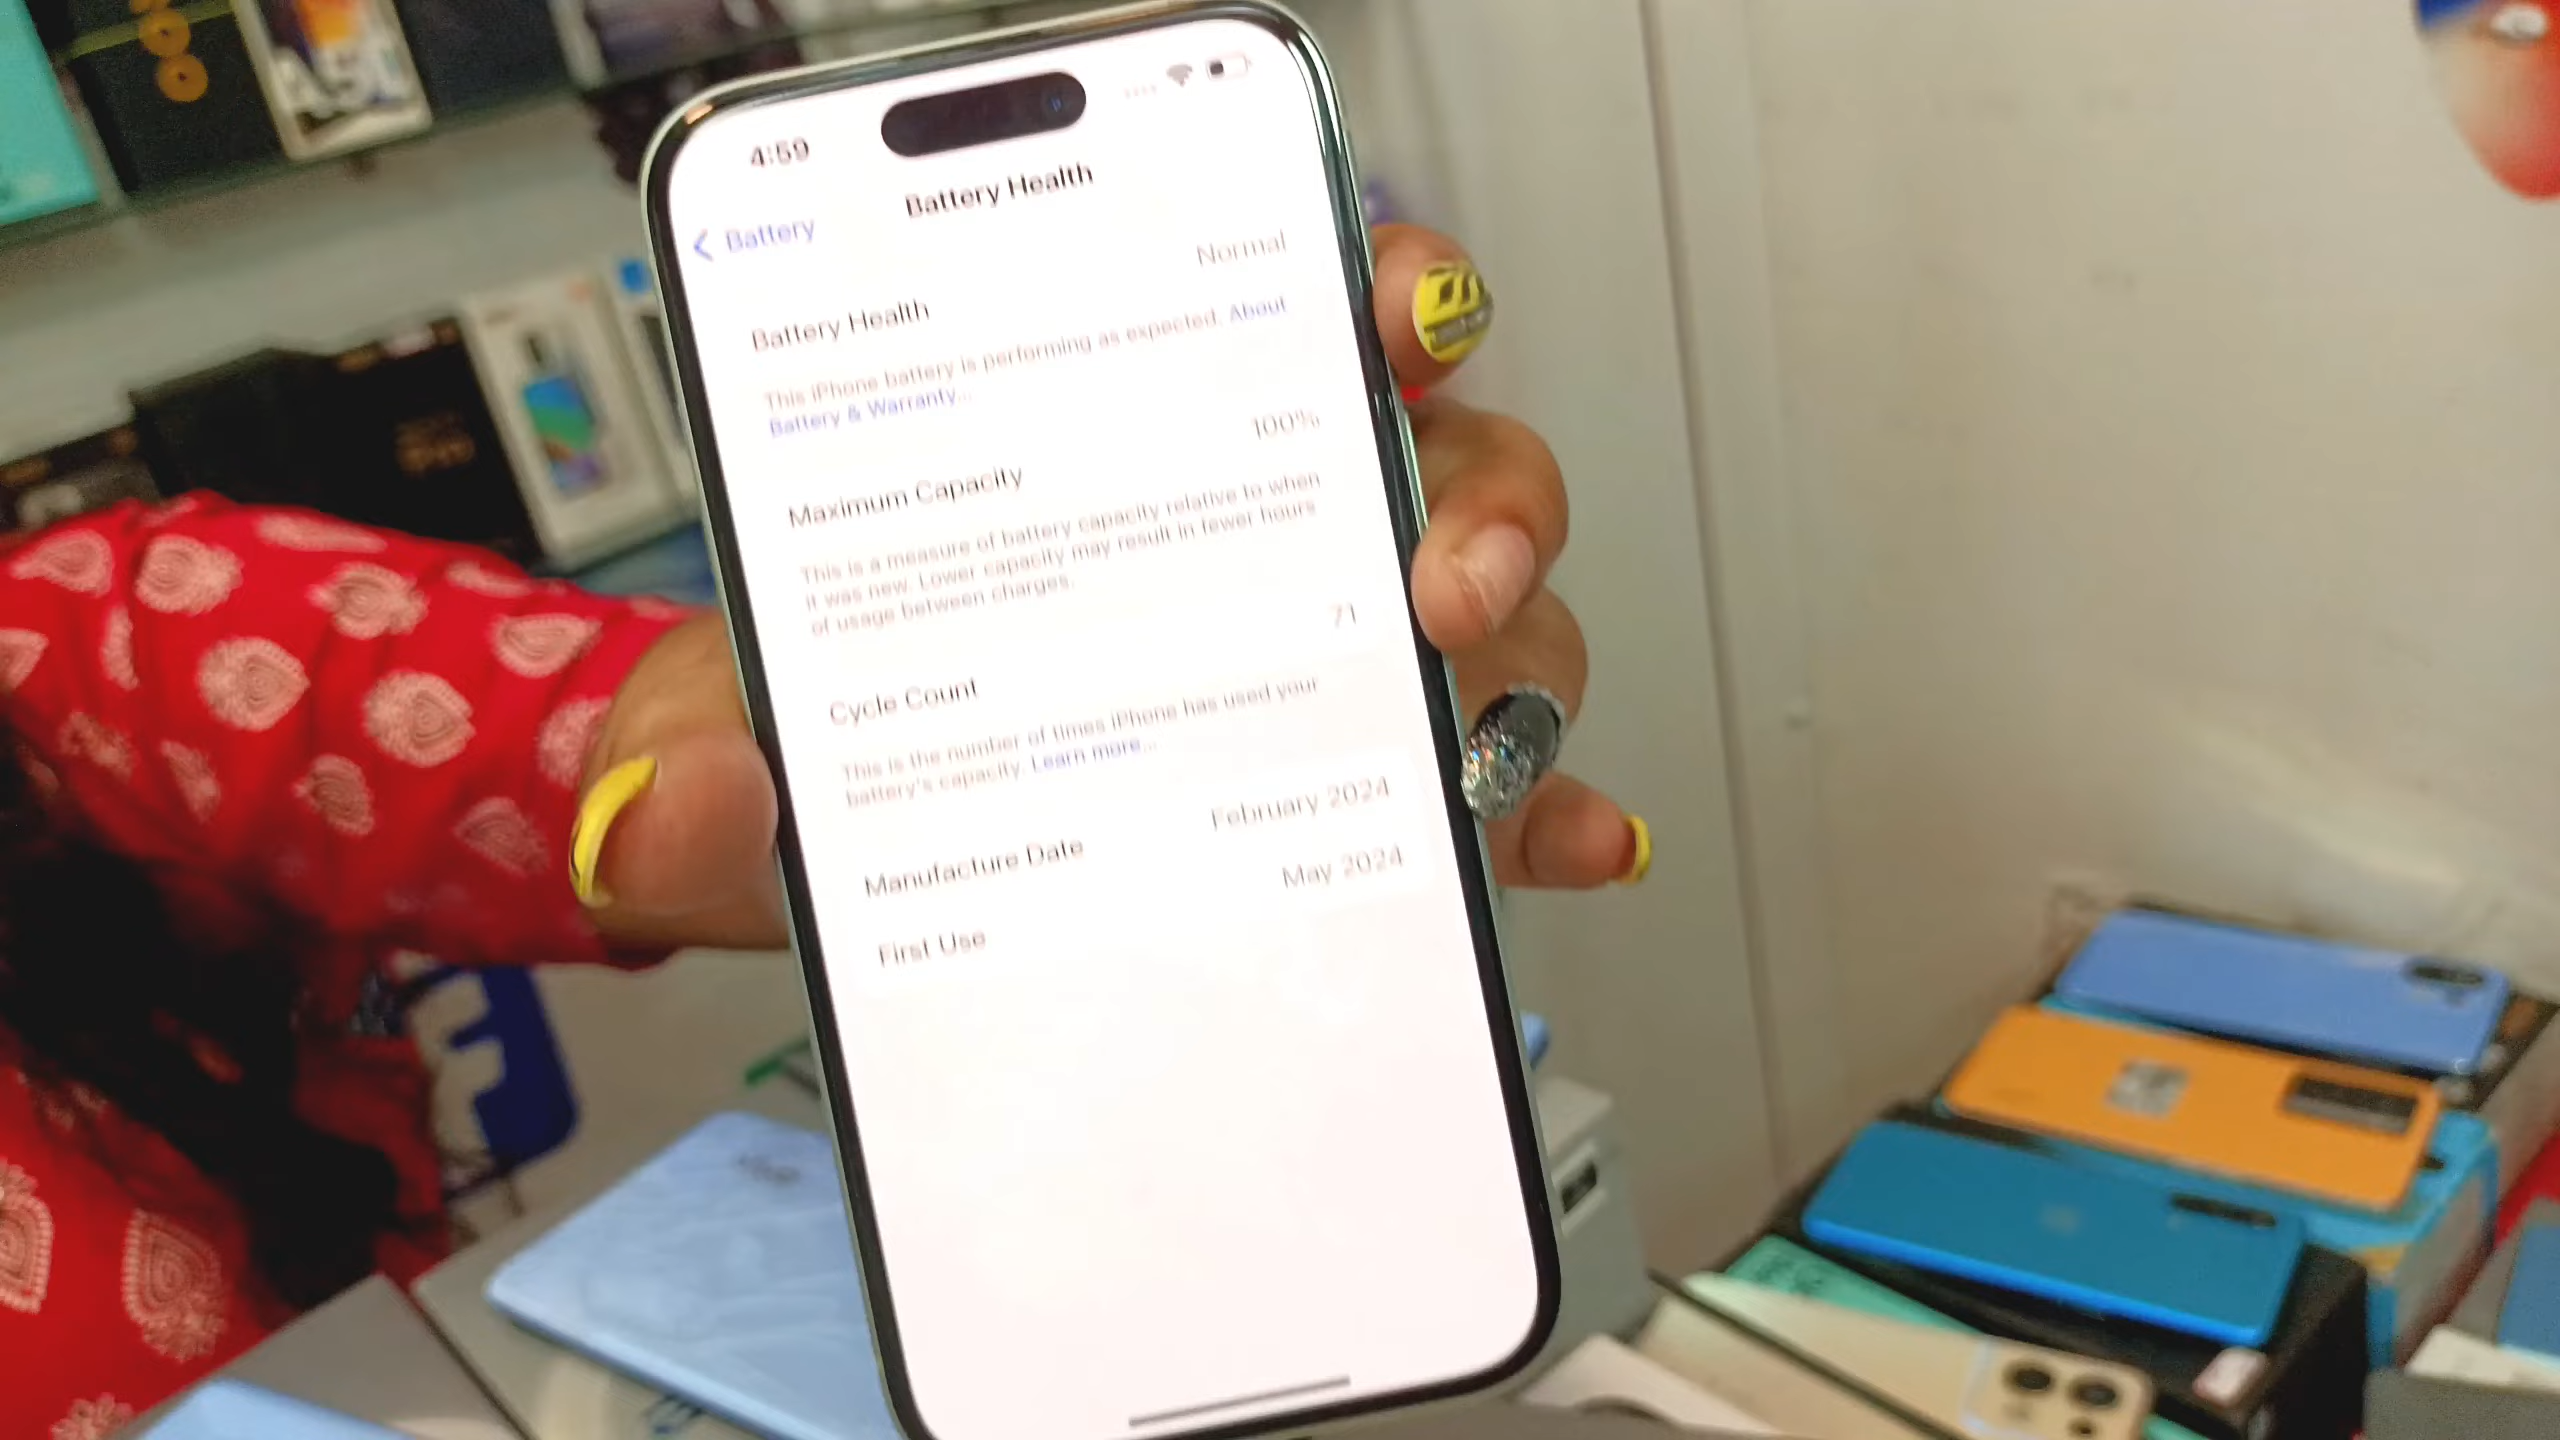 A57
4:59
Battery
Battery Health
Battery Health
Normal
This iPhone battery is performing as expected. About
Battery & Warranty...
Maximum Capacity
100%
This is a measure of battery capacity relative to when
it was new. Lower capacity may result in fewer hours
of usage between charges.
Cycle Count
71
This is the number of times iPhone has used your
battery's capacity. Learn more...
Manufacture Date
February 2024
First Use
May 2024